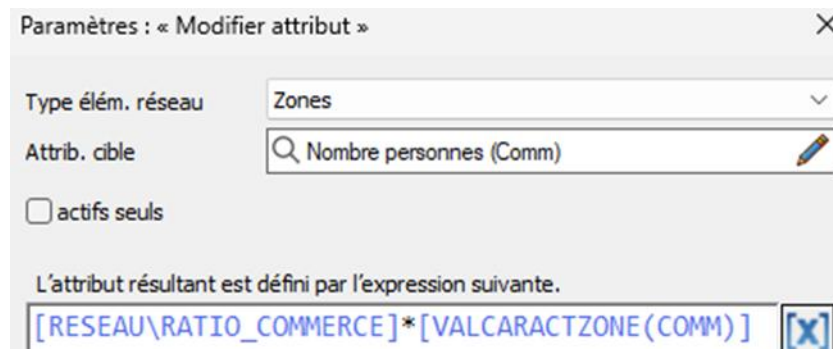 Paramètres : « Modifier attribut »
Type élém. réseau Zones
Attrib. cible Nombre personnes (Comm)
actifs seuls
L'attribut résultant est défini par l'expression suivante.
[RESEAU\RATIO_COMMERCE]*[VALCARACTZONE(COMM)] [x]